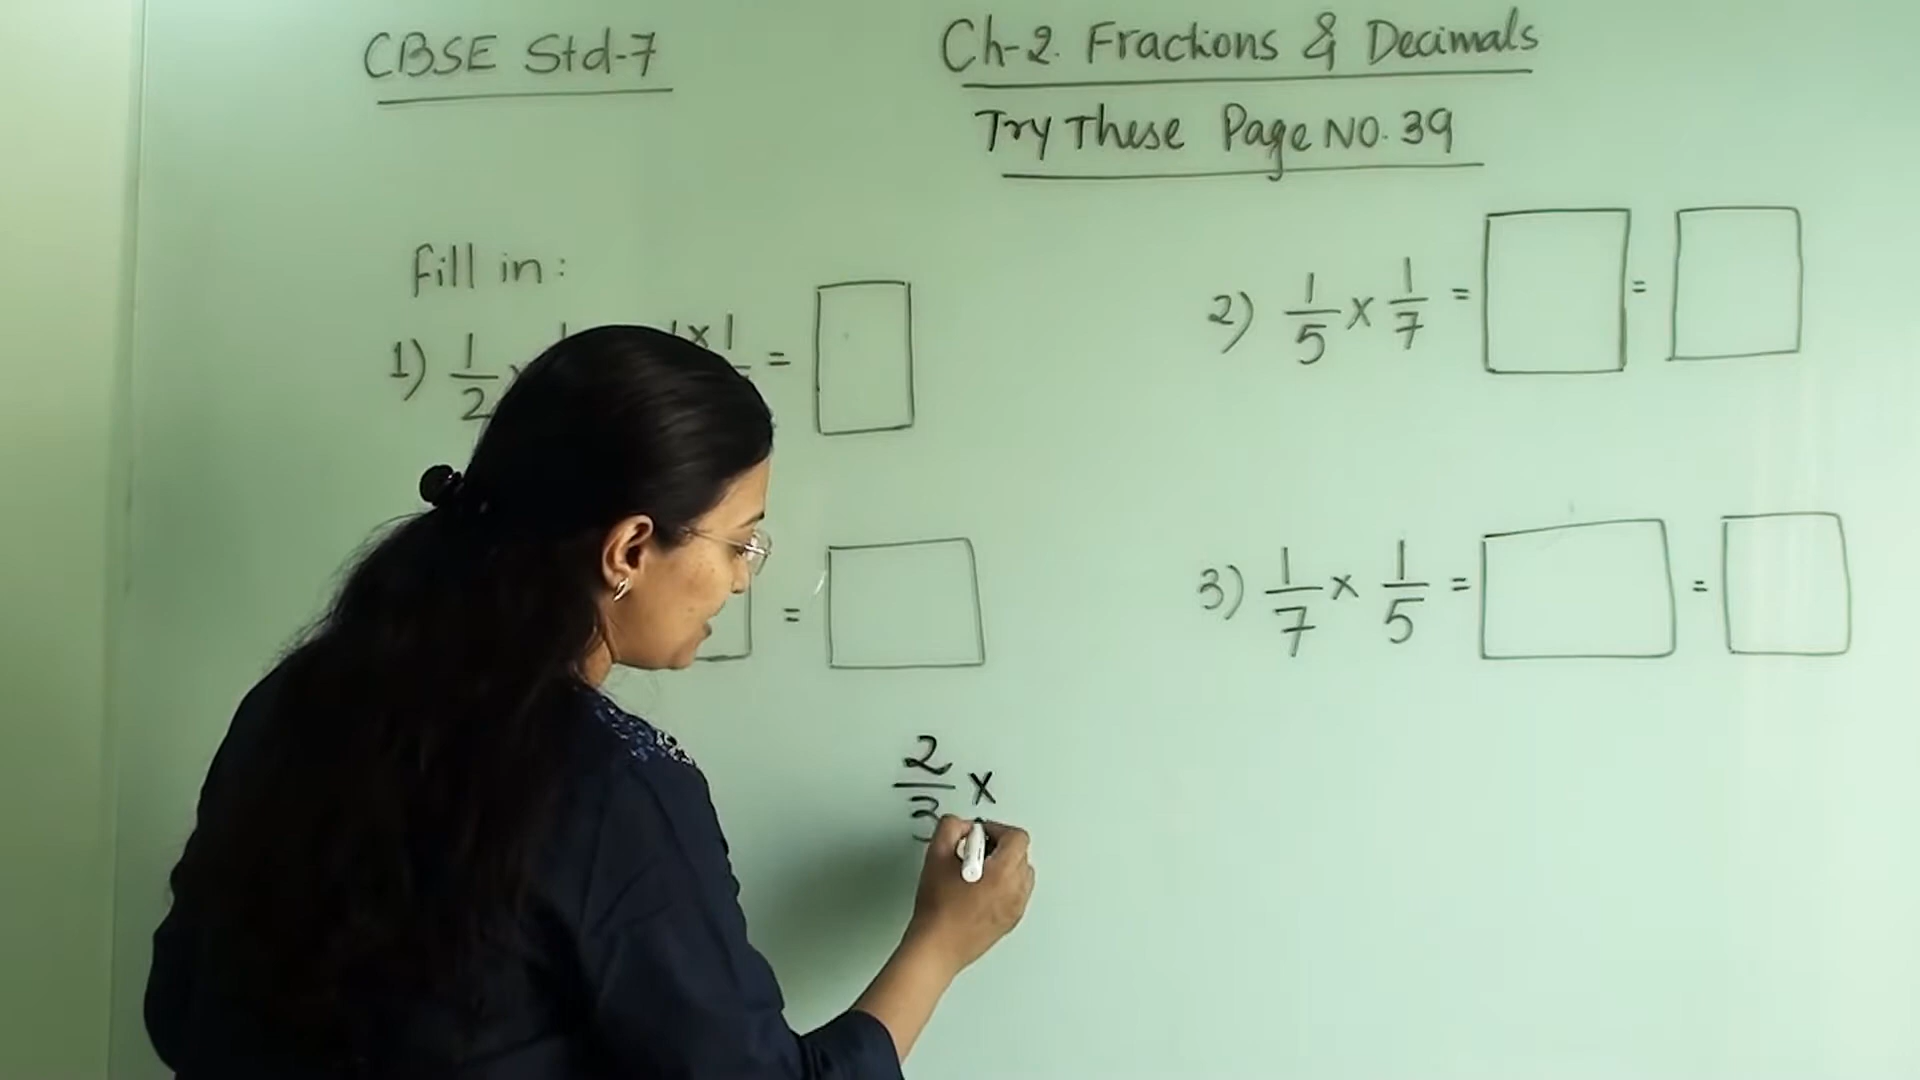 CBSE Std-7
Ch-2. Fractions & Decimals
Try These Page NO. 39
Fill in:
1) 1/2 1 x 1 =
2) 1/5 x 1/7 = =
=
3) 1/7 x 1/5 = =
2/3 x